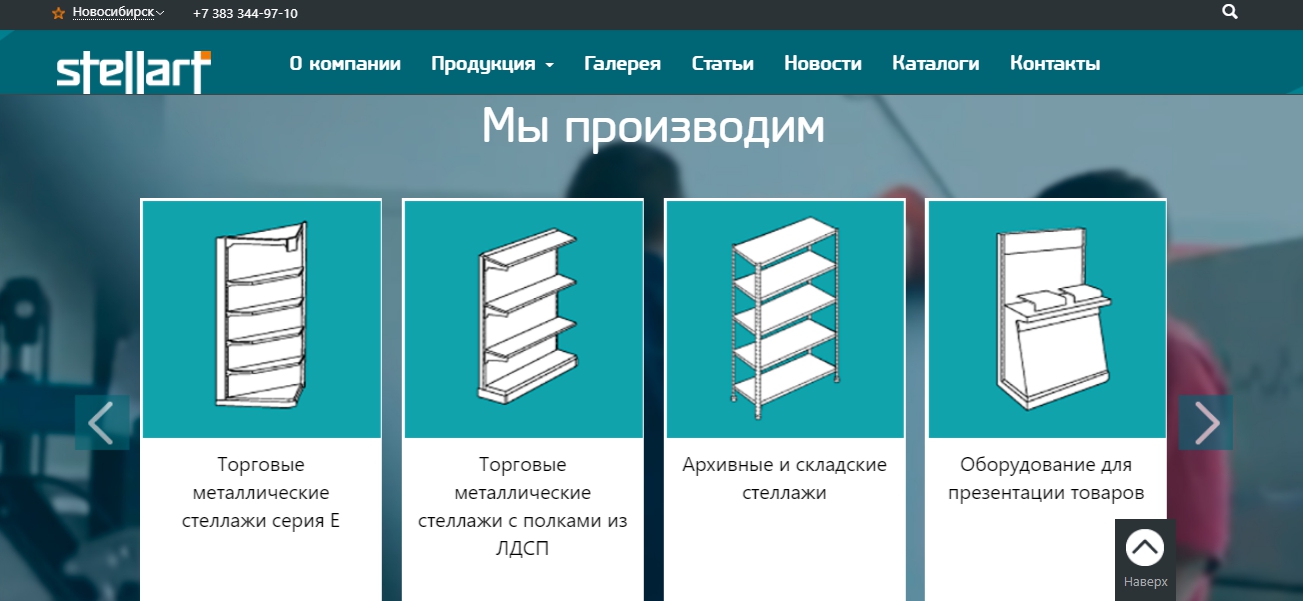 Новосибирск
+7 383 344-97-10
stellart
О компании
Продукция
Галерея
Статьи
Новости
Каталоги
Контакты
Мы производим
Торговые
металлические
стеллажи серия Е
Торговые
металлические
стеллажи с полками из
ЛДСП
Архивные и складские
стеллажи
Оборудование для
презентации товаров
Наверх